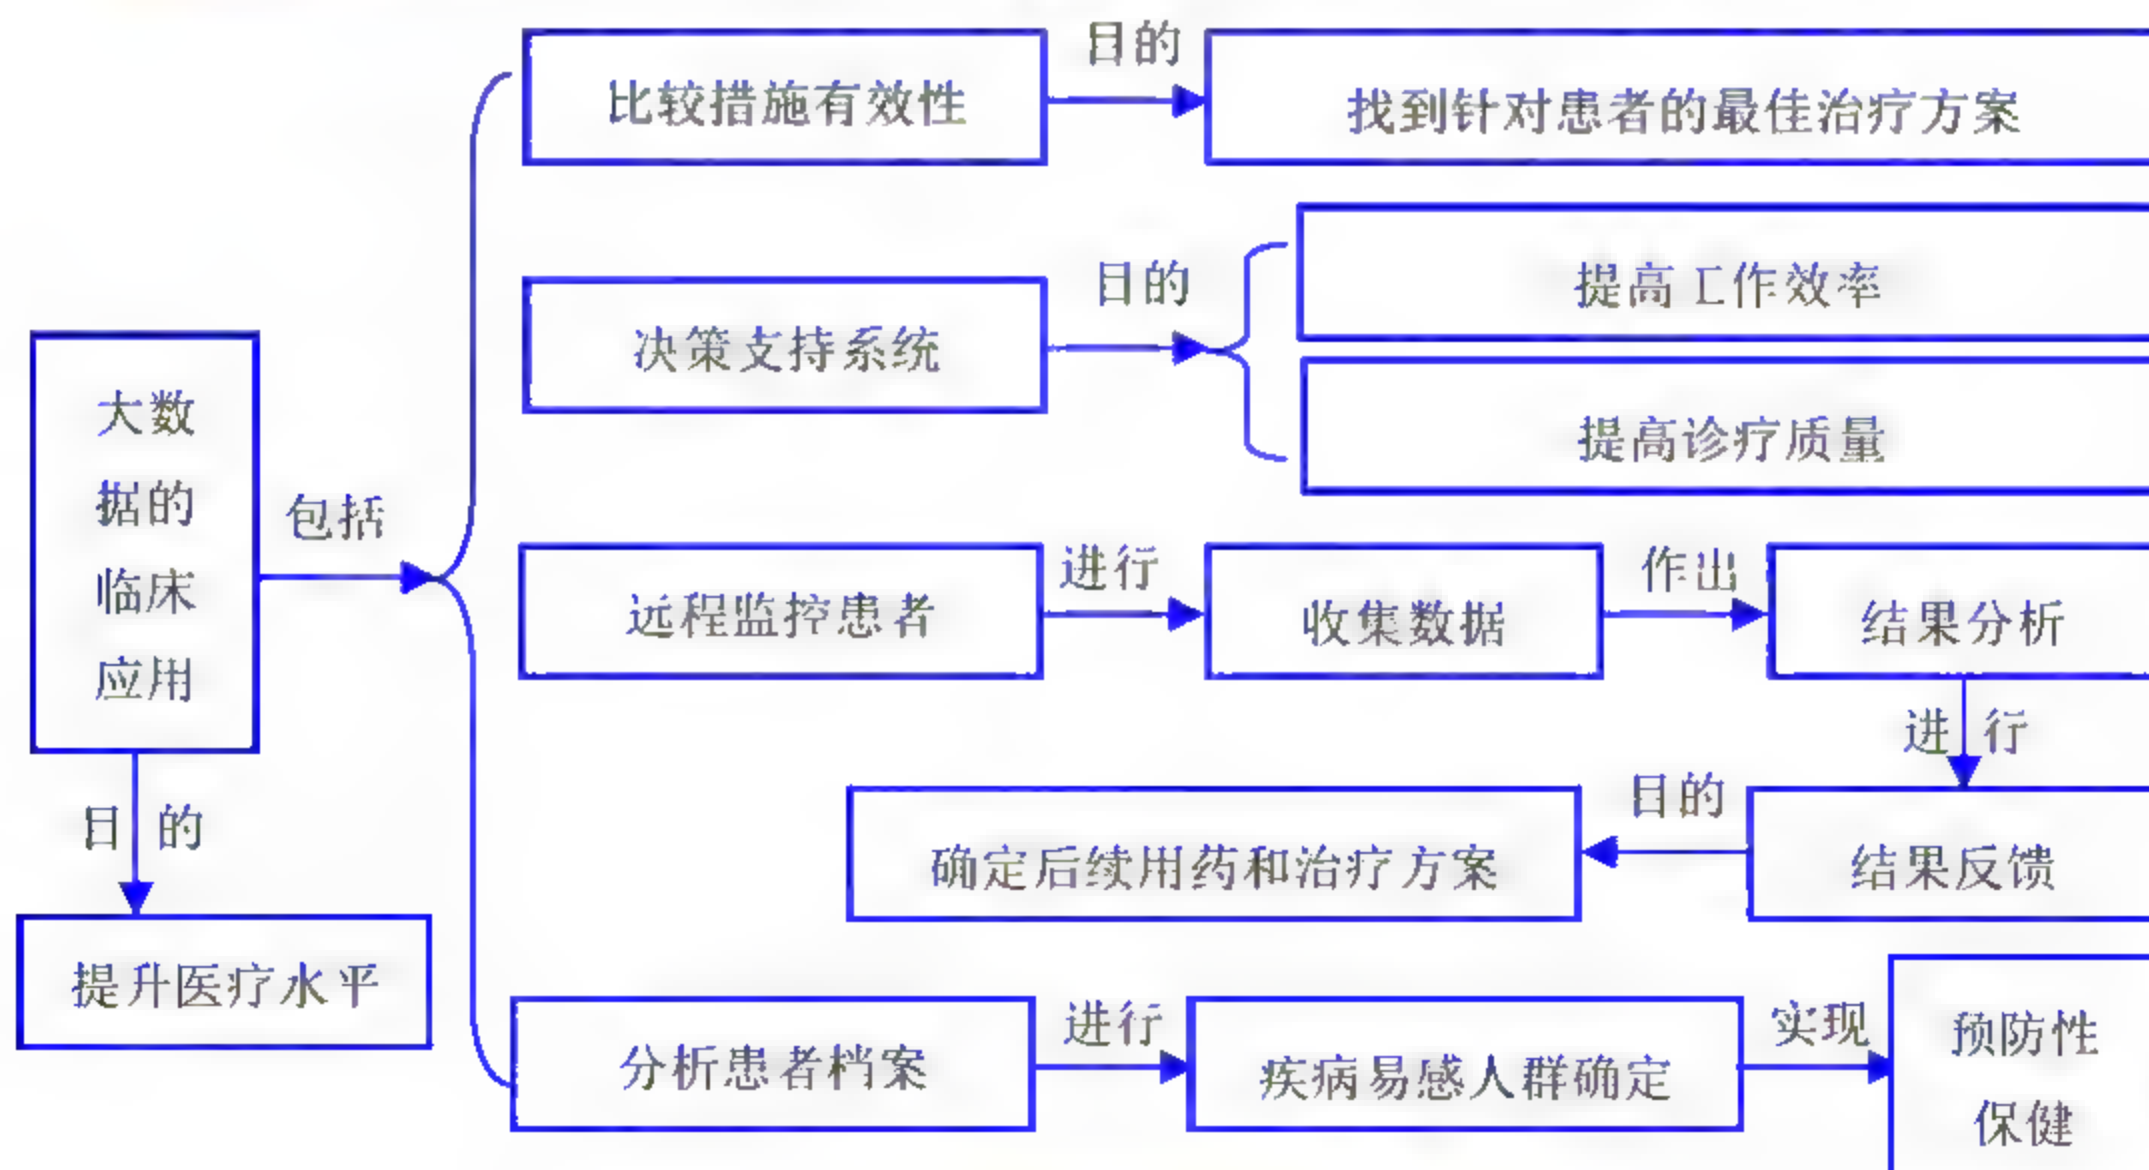 比较措施有效性
目的
找到针对患者的最佳治疗方案
决策支持系统
目的
提高工作效率
提高诊疗质量
大数
据的
临床
应用
包括
远程监控患者
进行
收集数据
作出
结果分析
进行
结果反馈
目的
确定后续用药和治疗方案
目的
提升医疗水平
分析患者档案
进行
疾病易感人群确定
实现
预防性
保健